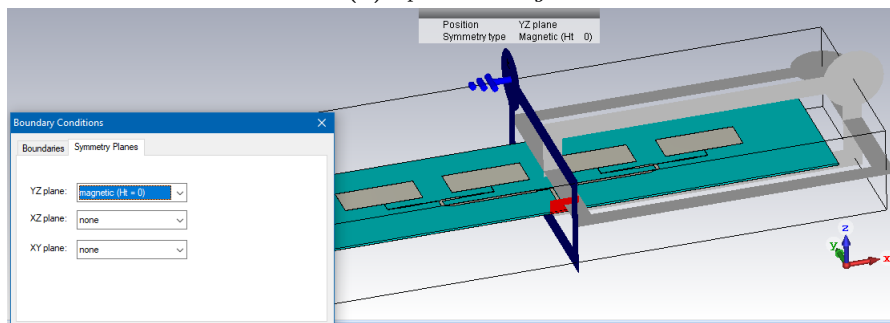 Position YZ plane
Symmetry type Magnetic (Ht 0)
Boundary Conditions
Boundaries Symmetry Planes
YZ plane: magnetic (Ht = 0)
XZ plane: none
XY plane: none
z
y
x